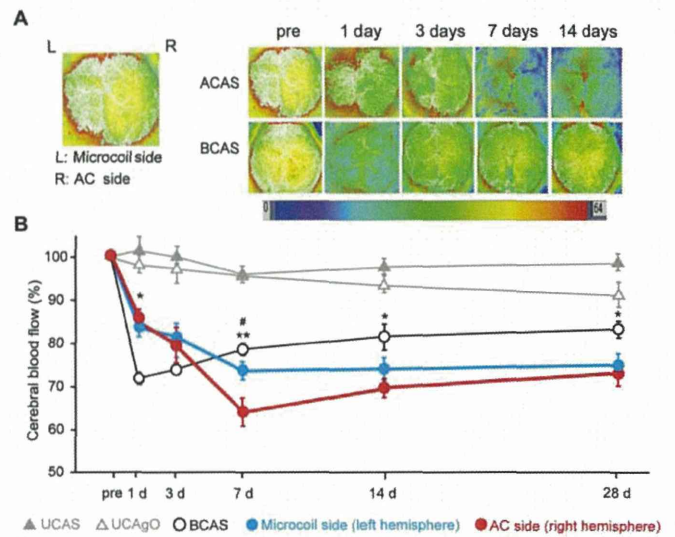 A
L R
L: Microcoil side
R: AC side
pre 1 day 3 days 7 days 14 days
ACAS
BCAS
0 64
B
Cerebral blood flow (%)
100
90
80
70
60
50
*
#
**
*
*
pre 1 d 3 d 7 d 14 d 28 d
UCAS UCAgO BCAS Microcoil side (left hemisphere) AC side (right hemisphere)